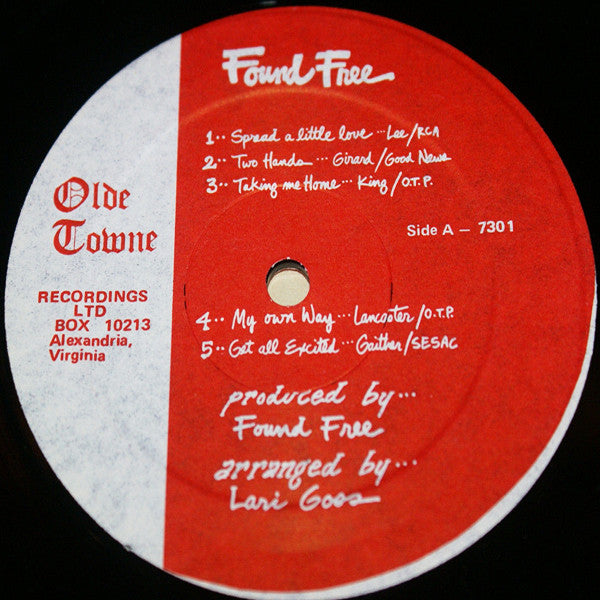 Found Free
1·· Spread a little love ··· Lee/RCA
2·· Two Hands ··· Girard/Good News
3·· Taking me Home ··· King/O.T.P.
Side A – 7301
Olde
Towne
RECORDINGS
LTD
BOX 10213
Alexandria,
Virginia
4·· My own Way ··· Lancaster/O.T.P.
5·· Get all Excited ··· Gaither/SESAC
produced by···
Found Free
arranged by···
Lari Goss